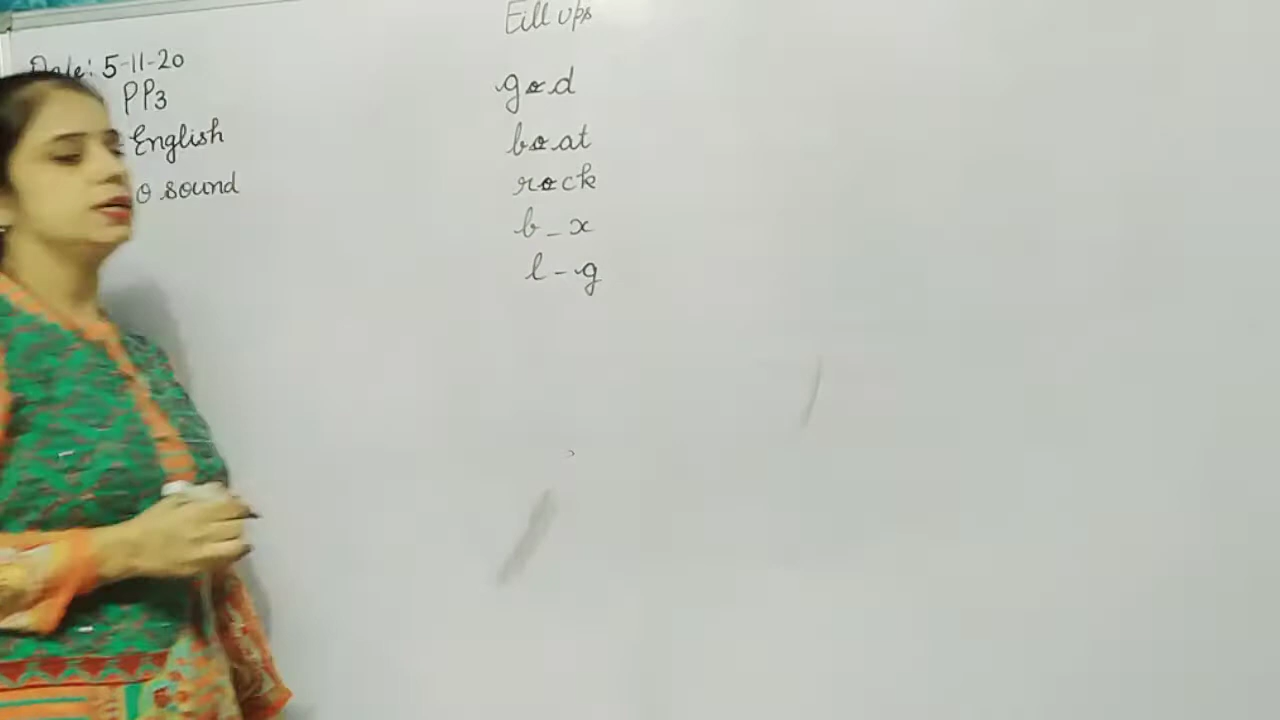 Date: 5-11-20
PP3
English
o sound
Fill ups
god
boat
rock
b_x
l-g